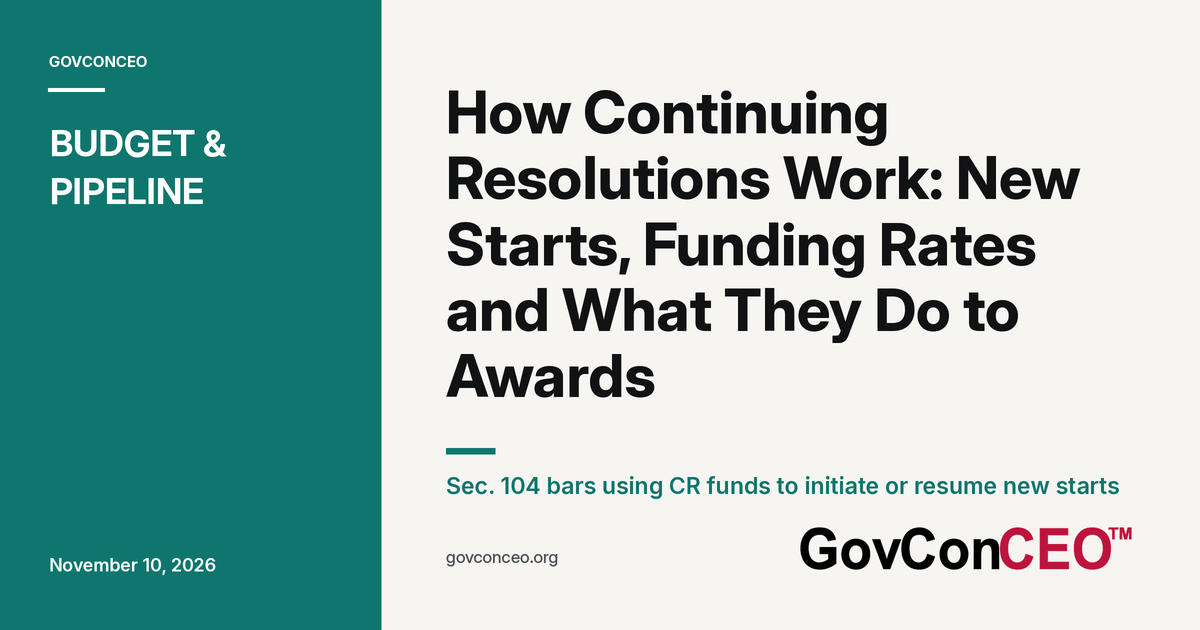 GOVCONCEO
BUDGET &
PIPELINE
November 10, 2026
How Continuing
Resolutions Work: New
Starts, Funding Rates
and What They Do to
Awards
Sec. 104 bars using CR funds to initiate or resume new starts
govconceo.org
GovConCEO™